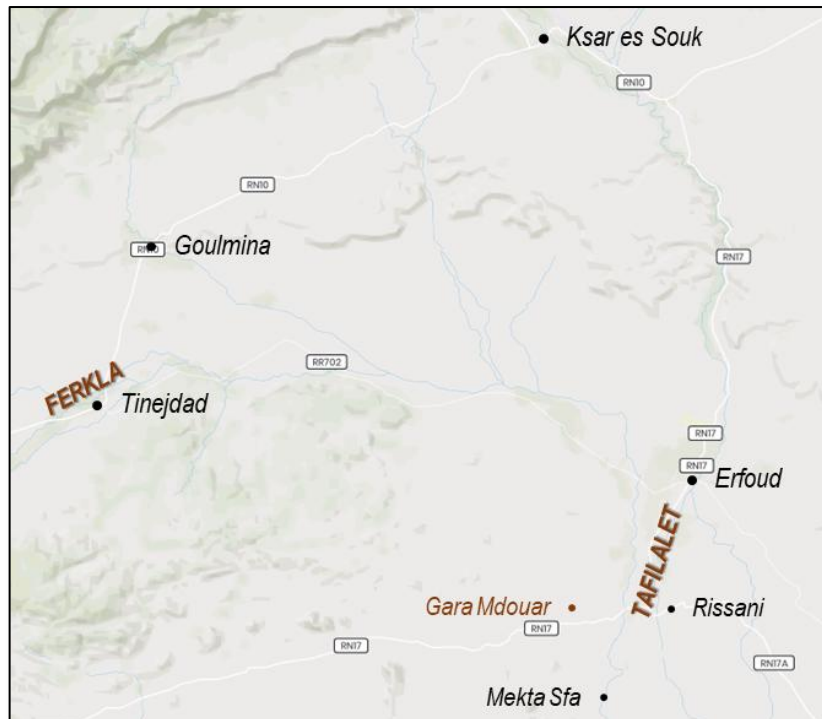 Ksar es Souk
RN10
RN10
RN10
Goulmina
RN17
RR702
FERKLA
Tinejdad
RN17
RN17
Erfoud
TAFILALET
Gara Mdouar
Rissani
RN17
RN17
RN17A
Mekta Sfa